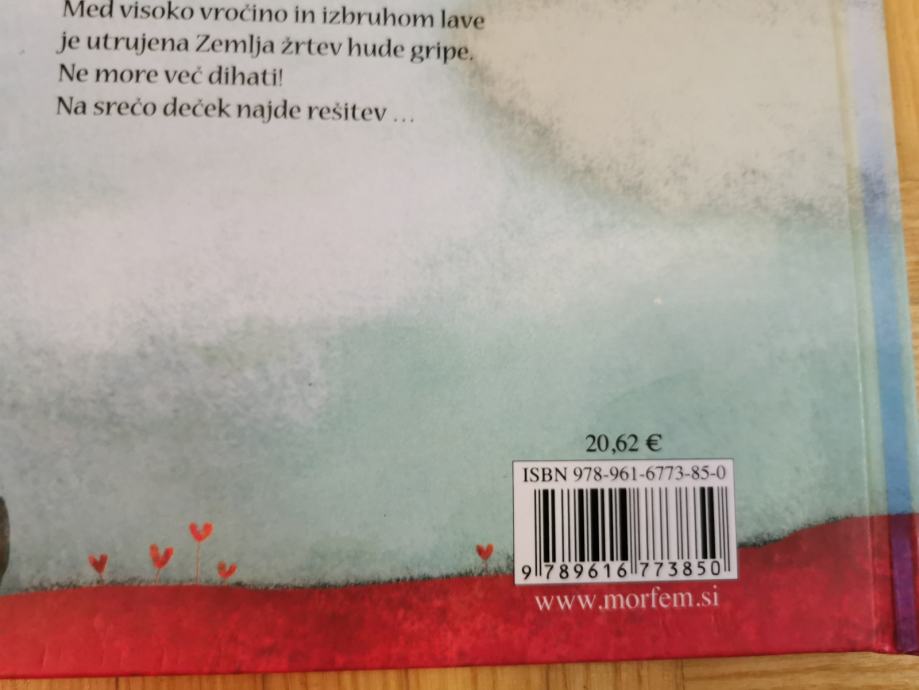 Med visoko vročino in izbruhom lave
je utrujena Zemlja žrtev hude gripe.
Ne more več dihati!
Na srečo deček najde rešitev ...
20,62 €
ISBN 978-961-6773-85-0
9 789616 773850
www.morfem.si